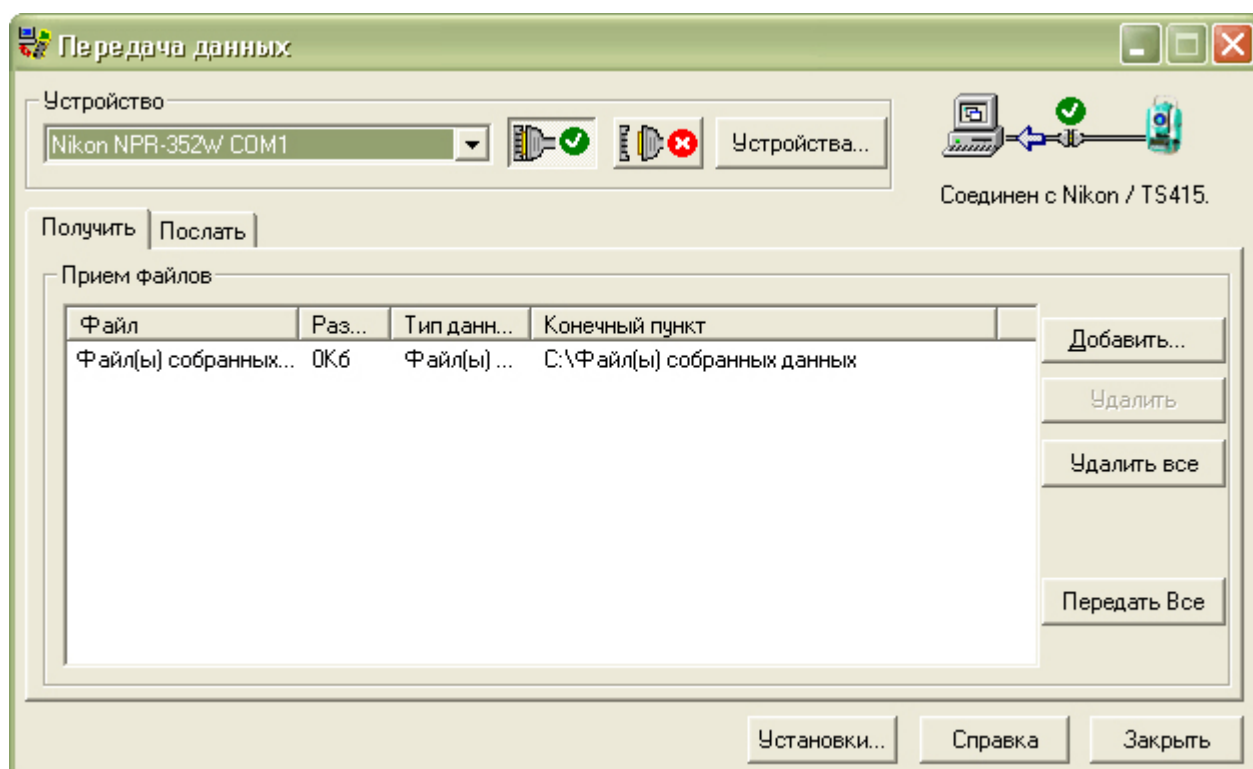 Передача данных
Устройство
Nikon NPR-352W COM1
Устройства...
Соединен с Nikon / TS415.
Получить Послать
Прием файлов
Файл Раз... Тип данн... Конечный пункт
Файл(ы) собранных... 0Кб Файл(ы) ... C:\Файл(ы) собранных данных
Добавить...
Удалить
Удалить все
Передать Все
Установки... Справка Закрыть